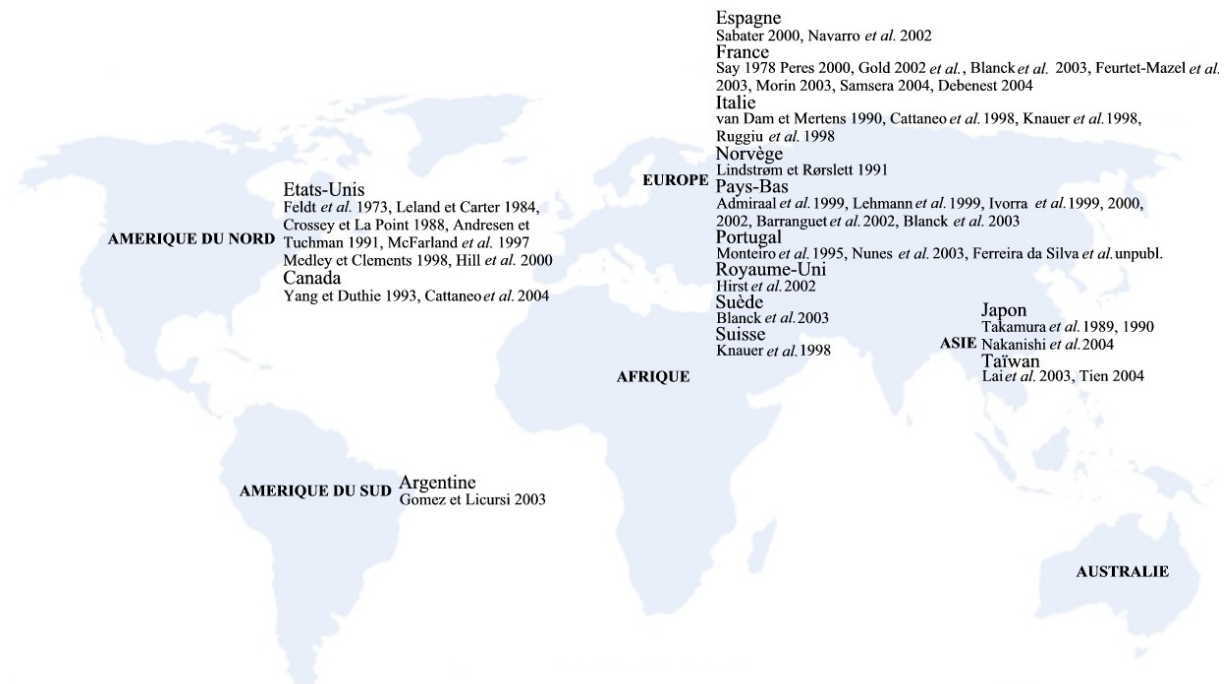 Espagne
Sabater 2000, Navarro et al. 2002
France
Say 1978 Peres 2000, Gold 2002 et al., Blanck et al. 2003, Feurtet-Mazel et al.
2003, Morin 2003, Samsera 2004, Debenest 2004
Italie
van Dam et Mertens 1990, Cattaneo et al. 1998, Knauer et al. 1998,
Ruggiu et al. 1998
Norvège
Lindstrøm et Rørslett 1991
EUROPE
Pays-Bas
Admiraal et al. 1999, Lehmann et al. 1999, Ivorra et al. 1999, 2000,
2002, Barranguet et al. 2002, Blanck et al. 2003
Portugal
Monteiro et al. 1995, Nunes et al. 2003, Ferreira da Silva et al. unpubl.
Royaume-Uni
Hirst et al. 2002
Suède
Blanck et al. 2003
Suisse
Knauer et al. 1998
Etats-Unis
Feldt et al. 1973, Leland et Carter 1984,
Crossey et La Point 1988, Andresen et
AMERIQUE DU NORD
Tuchman 1991, McFarland et al. 1997
Medley et Clements 1998, Hill et al. 2000
Canada
Yang et Duthie 1993, Cattaneo et al. 2004
Japon
Takamura et al. 1989, 1990
ASIE
Nakanishi et al. 2004
Taïwan
Lai et al. 2003, Tien 2004
AFRIQUE
AMERIQUE DU SUD
Argentine
Gomez et Licursi 2003
AUSTRALIE